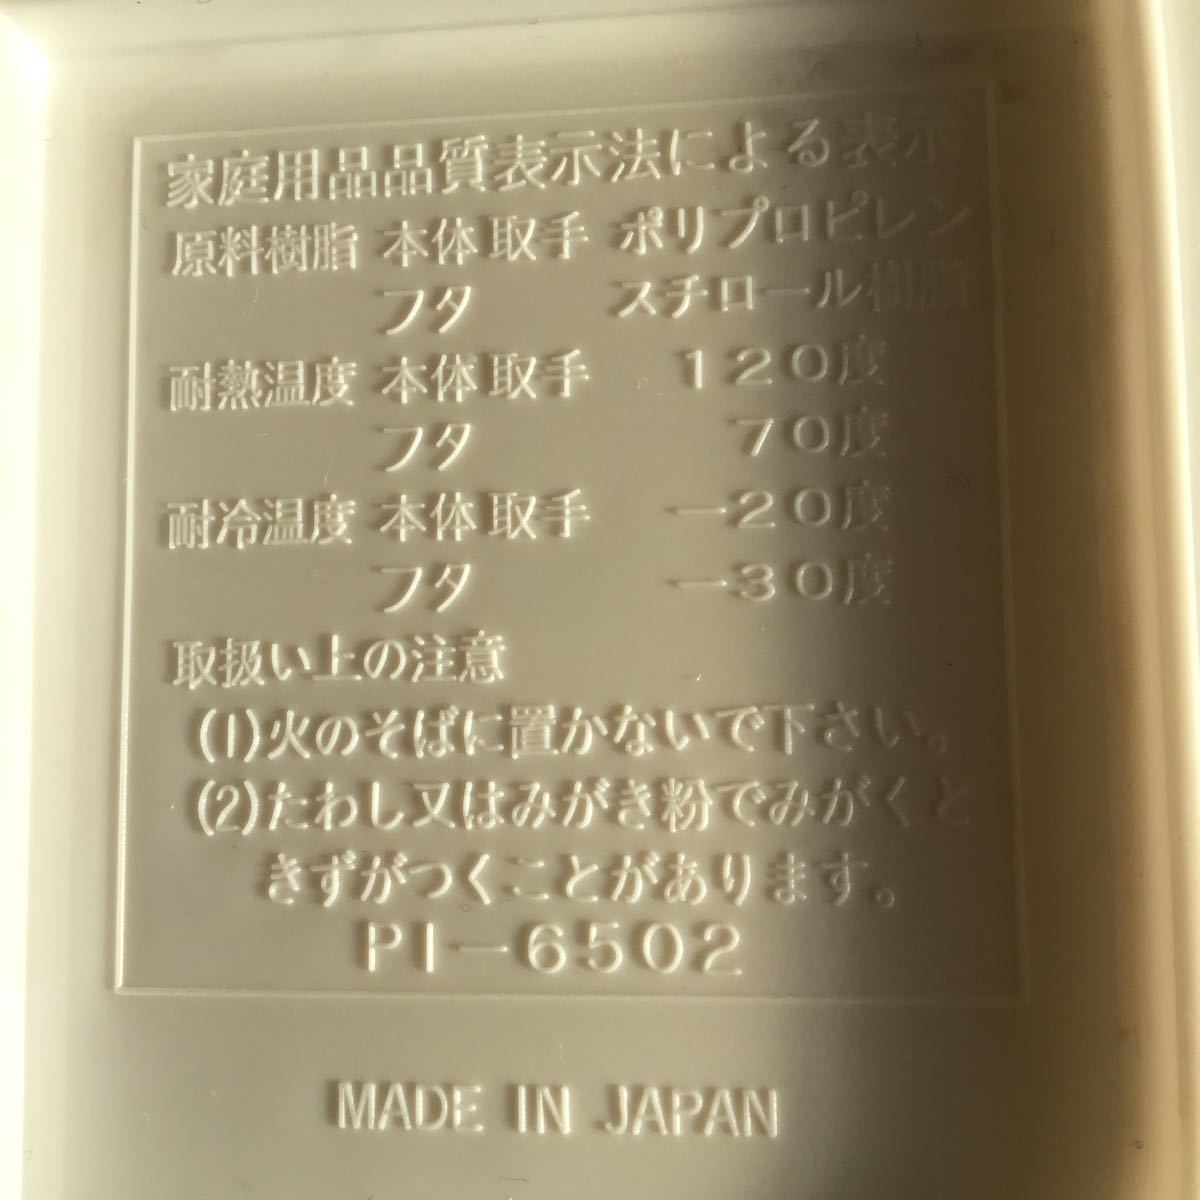 家庭用品品質表示法による表示
原料樹脂 本体取手 ポリプロピレン
フタ スチロール樹脂
耐熱温度 本体取手 120度
フタ 70度
耐冷温度 本体取手 −20度
フタ −30度
取扱い上の注意
(1)火のそばに置かないで下さい。
(2)たわし又はみがき粉でみがくと
きずがつくことがあります。
PI−6502
MADE IN JAPAN